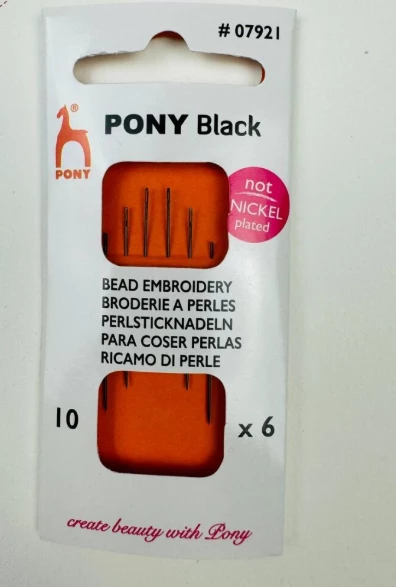 # 07921
®
PONY Black
PONY
not
NICKEL
plated
BEAD EMBROIDERY
BRODERIE A PERLES
PERLSTICKNADELN
PARA COSER PERLAS
RICAMO DI PERLE
10
x 6
create beauty with Pony